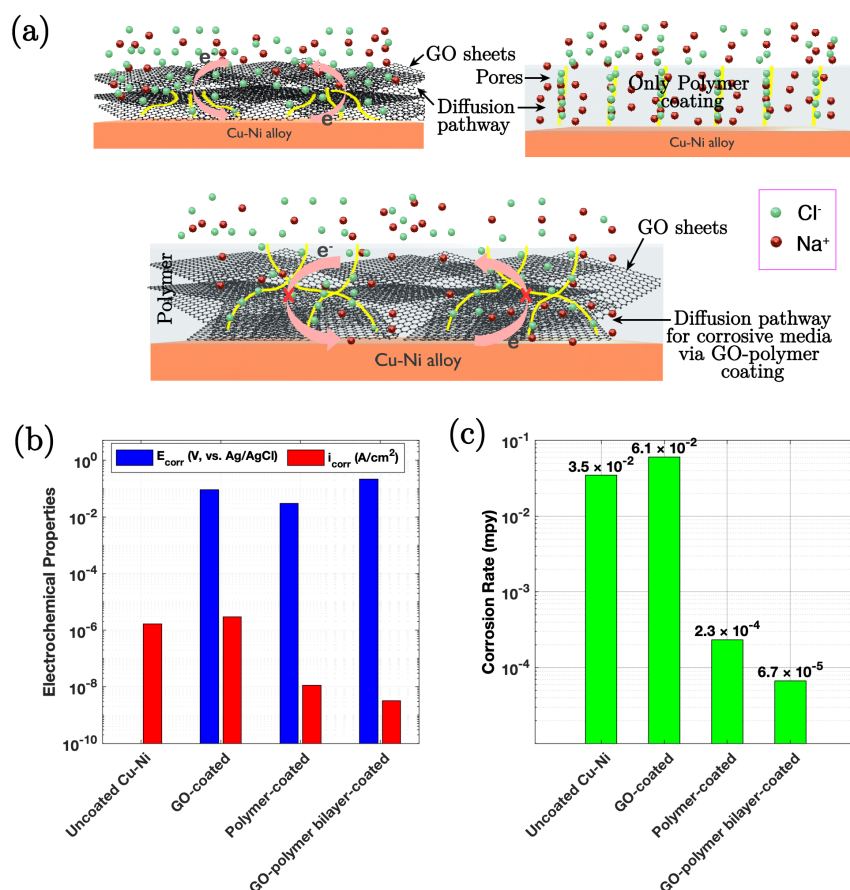 (a)
e⁻
GO sheets
Diffusion
pathway
e⁻
Cu-Ni alloy
Pores
Only Polymer
coating
Cu-Ni alloy
Cl⁻
Na⁺
Polymer
e⁻
GO sheets
e⁻
Diffusion pathway
for corrosive media
via GO-polymer
coating
Cu-Ni alloy
(b)
E_corr (V, vs. Ag/AgCl)
i_corr (A/cm²)
Electrochemical Properties
10⁰
10⁻²
10⁻⁴
10⁻⁶
10⁻⁸
10⁻¹⁰
Uncoated Cu-Ni
GO-coated
Polymer-coated
GO-polymer bilayer-coated
(c)
Corrosion Rate (mpy)
10⁻¹
10⁻²
10⁻³
10⁻⁴
3.5 × 10⁻²
6.1 × 10⁻²
2.3 × 10⁻⁴
6.7 × 10⁻⁵
Uncoated Cu-Ni
GO-coated
Polymer-coated
GO-polymer bilayer-coated